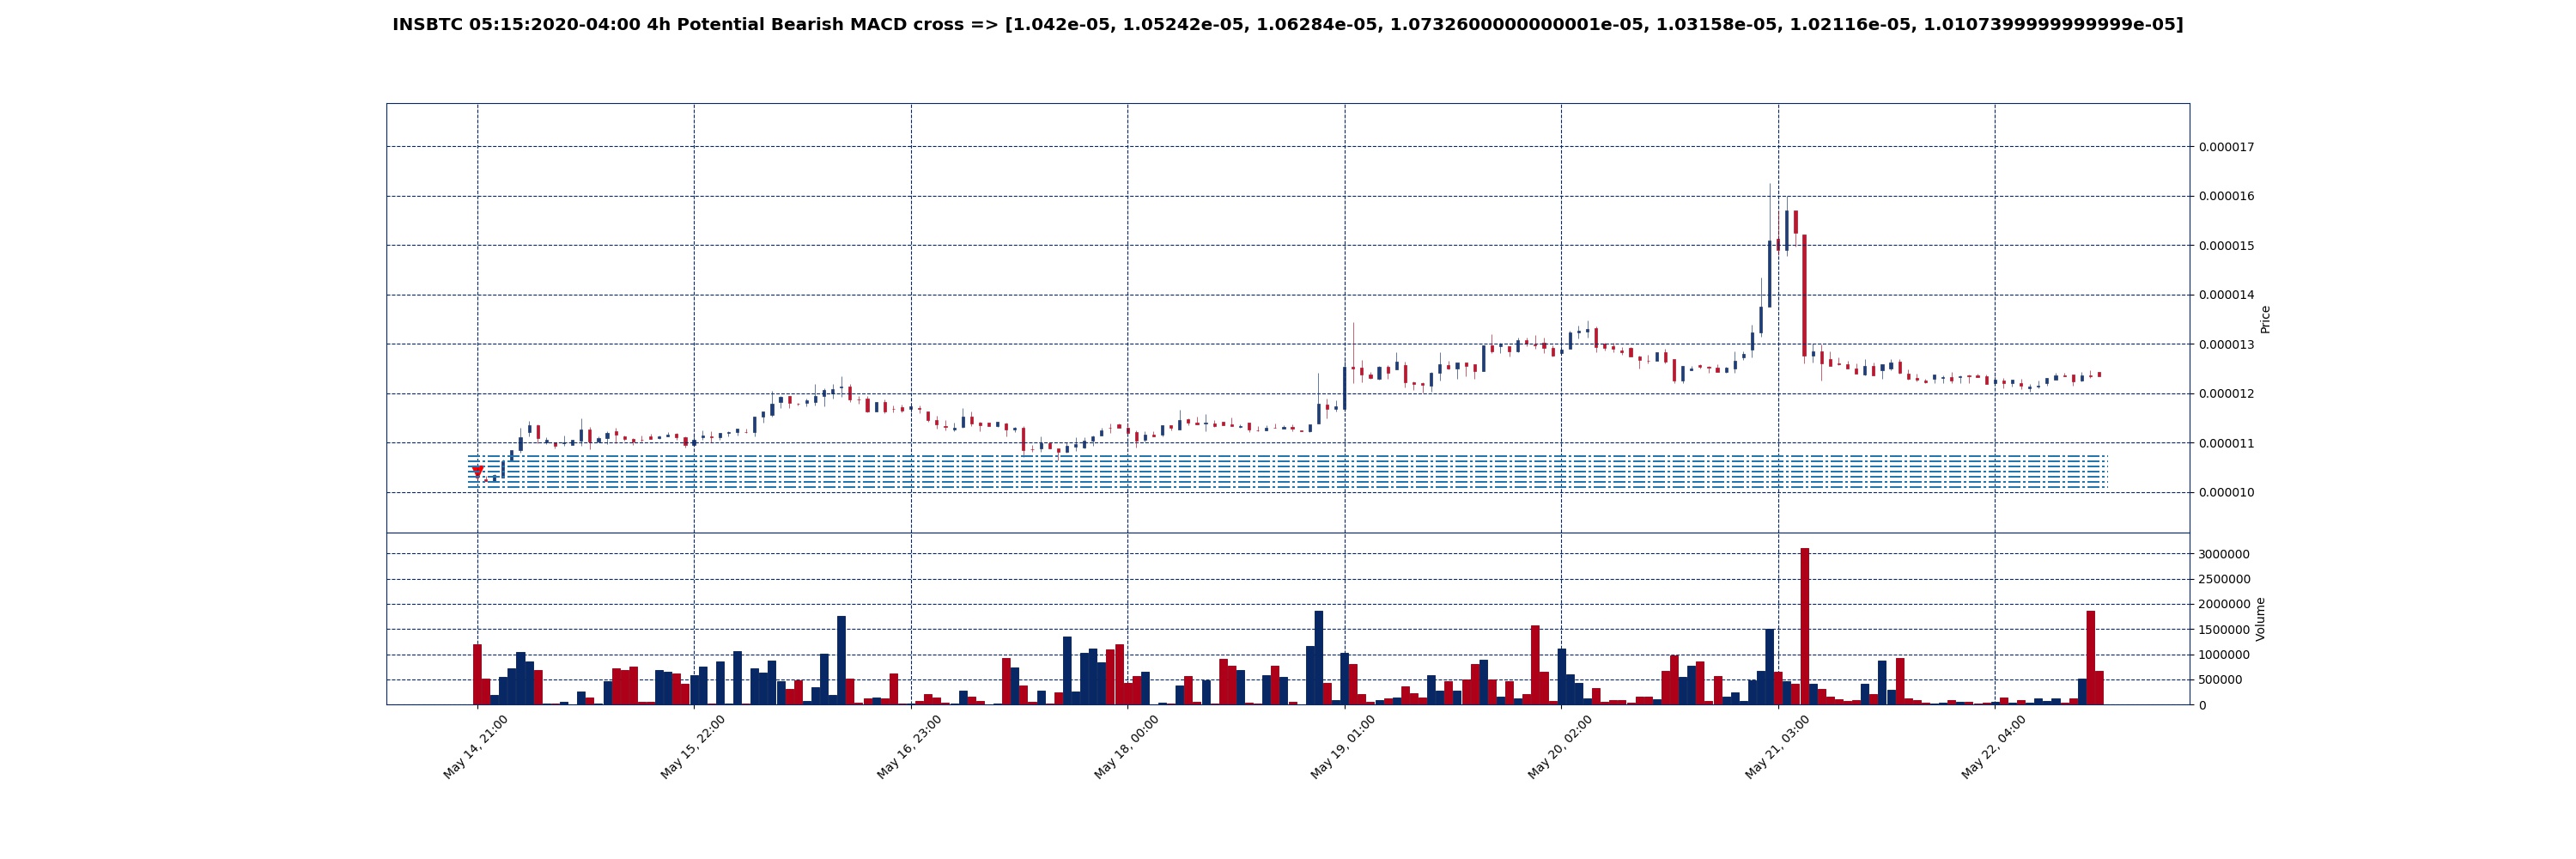 INSBTC 05:15:2020-04:00 4h Potential Bearish MACD cross => [1.042e-05, 1.05242e-05, 1.06284e-05, 1.0732600000000001e-05, 1.03158e-05, 1.02116e-05, 1.0107399999999999e-05]
0.000017
0.000016
0.000015
0.000014
0.000013
0.000012
0.000011
0.000010
Price
3000000
2500000
2000000
1500000
1000000
500000
0
Volume
May 14, 21:00
May 15, 22:00
May 16, 23:00
May 18, 00:00
May 19, 01:00
May 20, 02:00
May 21, 03:00
May 22, 04:00